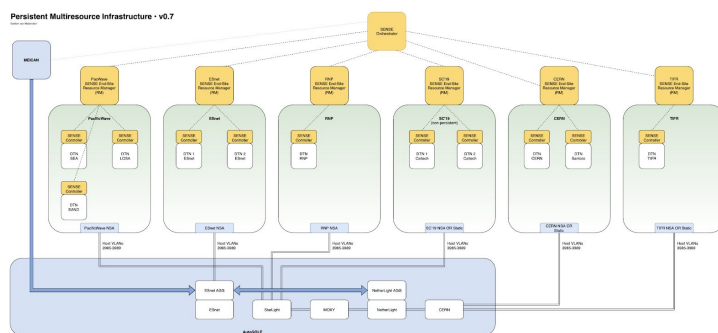 Persistent Multiresource Infrastructure • v0.7
SENSE
Orchestrator
MEICAN
PacWave
SENSE End-Site
Resource Manager
(RM)
ESnet
SENSE End-Site
Resource Manager
(RM)
RNP
SENSE End-Site
Resource Manager
(RM)
SC'19
SENSE End-Site
Resource Manager
(RM)
CERN
SENSE End-Site
Resource Manager
(RM)
TIFR
SENSE End-Site
Resource Manager
(RM)
PacificWave
ESnet
RNP
SC'19
(non persistent)
CERN
TIFR
SENSE
Controller
DTN
SEA
SENSE
Controller
DTN
LOSA
SENSE
Controller
DTN 1
ESnet
SENSE
Controller
DTN 2
ESnet
SENSE
Controller
DTN
RNP
SENSE
Controller
DTN 1
Caltech
SENSE
Controller
DTN 2
Caltech
SENSE
Controller
DTN
CERN
SENSE
Controller
DTN
SENSE
Controller
DTN
TIFR
SENSE
Controller
DTN
SAND
PacificWave NSA
ESnet NSA
RNP NSA
SC'19 NSA OR Static
CERN NSA OR
Static
TIFR NSA OR Static
Host VLANs
3985-3989
Host VLANs
3985-3989
Host VLANs
3985-3989
Host VLANs
3985-3989
Host VLANs
3985-3989
Host VLANs
3985-3989
ESnet AGG
NetherLight AGG
ESnet
StarLight
MOXY
NetherLight
CERN
AutoGOLE